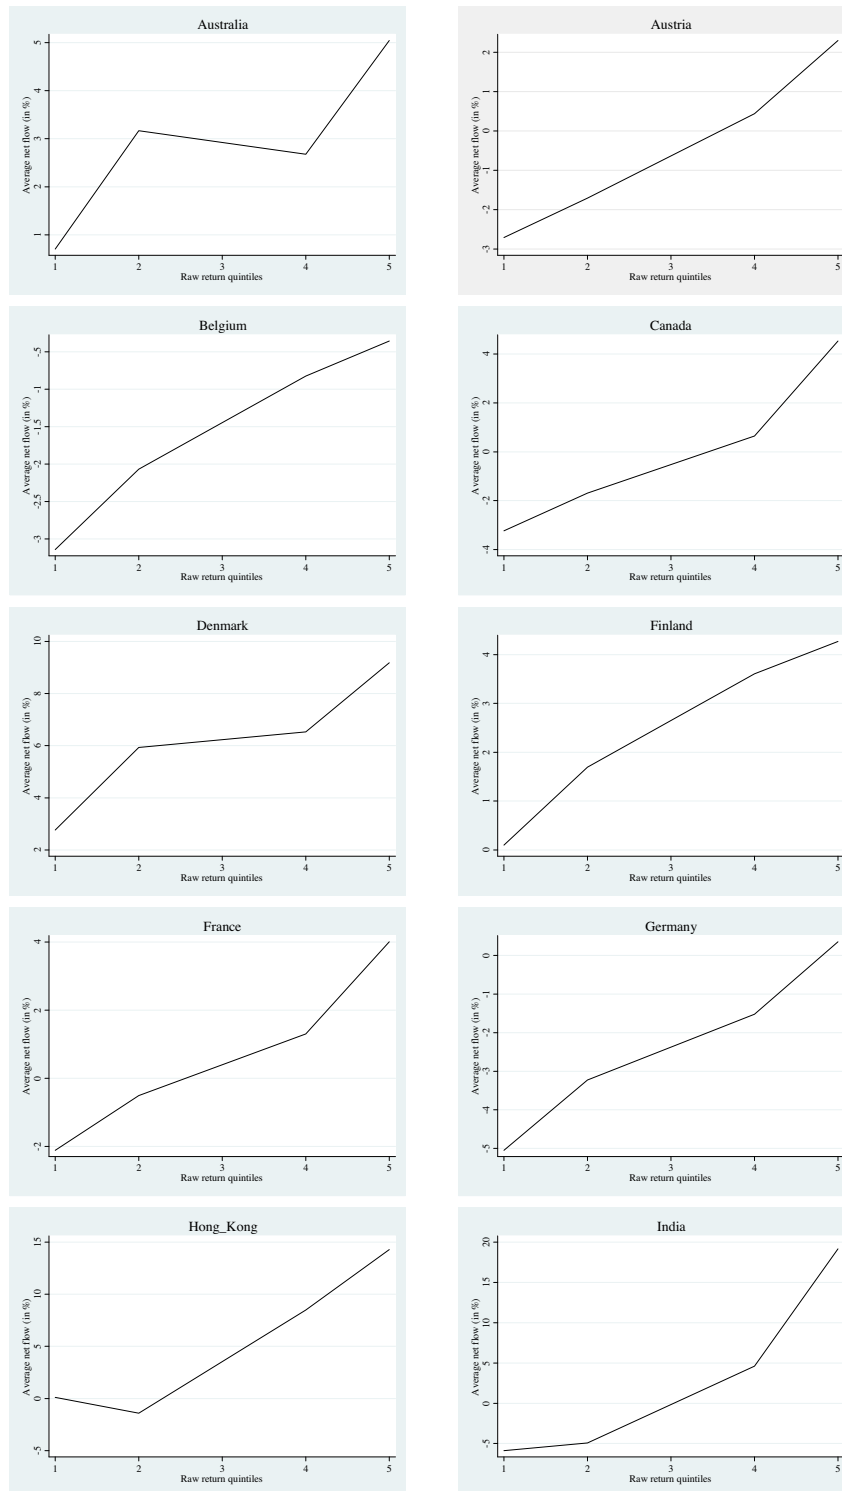 Australia
Average net flow (in %)
5
4
3
2
1
1 2 3 4 5
Raw return quintiles
Austria
Average net flow (in %)
2
1
0
-1
-2
-3
1 2 3 4 5
Raw return quintiles
Belgium
Average net flow (in %)
-.5
-1
-1.5
-2
-2.5
-3
1 2 3 4 5
Raw return quintiles
Canada
Average net flow (in %)
4
2
0
-2
-4
1 2 3 4 5
Raw return quintiles
Denmark
Average net flow (in %)
10
8
6
4
2
1 2 3 4 5
Raw return quintiles
Finland
Average net flow (in %)
4
3
2
1
0
1 2 3 4 5
Raw return quintiles
France
Average net flow (in %)
4
2
0
-2
1 2 3 4 5
Raw return quintiles
Germany
Average net flow (in %)
0
-1
-2
-3
-4
-5
1 2 3 4 5
Raw return quintiles
Hong_Kong
Average net flow (in %)
15
10
5
0
-5
1 2 3 4 5
Raw return quintiles
India
Average net flow (in %)
20
15
10
5
0
-5
1 2 3 4 5
Raw return quintiles